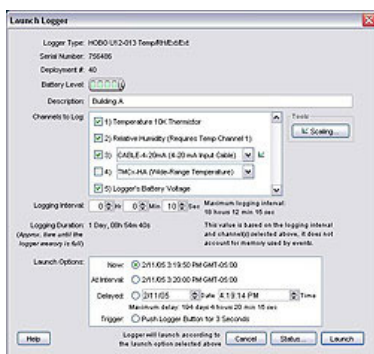 Launch Logger
Logger Type: HOBO U12-013 Temp/RH/Ext/Ext
Serial Number: 756486
Deployment #: 40
Battery Level:
Description: Building A
Channels to Log:
1) Temperature 10K Thermistor
2) Relative Humidity (Requires Temp Channel 1)
3) CABLE-4-20mA (4-20 mA Input Cable)
4) TMCx-HA (Wide-Range Temperature)
5) Logger's Battery Voltage
Tools
Scaling...
Logging Interval: 0 Hr 0 Min 10 Sec Maximum logging interval:
18 hours 12 min 15 sec
Logging Duration: 1 Day, 08h 54m 40s
(Approx. time until the
logger memory is full)
This value is based on the logging interval
and channel(s) selected above, it does not
account for memory used by events.
Launch Options:
Now: 2/11/05 3:19:50 PM GMT-05:00
At Interval: 2/11/05 3:20:00 PM GMT-05:00
Delayed: 2/11/05 Date 4:19:14 PM Time
Maximum delay: 194 days 4 hours 20 min 15 sec
Trigger: Push Logger Button for 3 Seconds
Help...
Logger will launch according to
the launch option selected above
Cancel
Status...
Launch